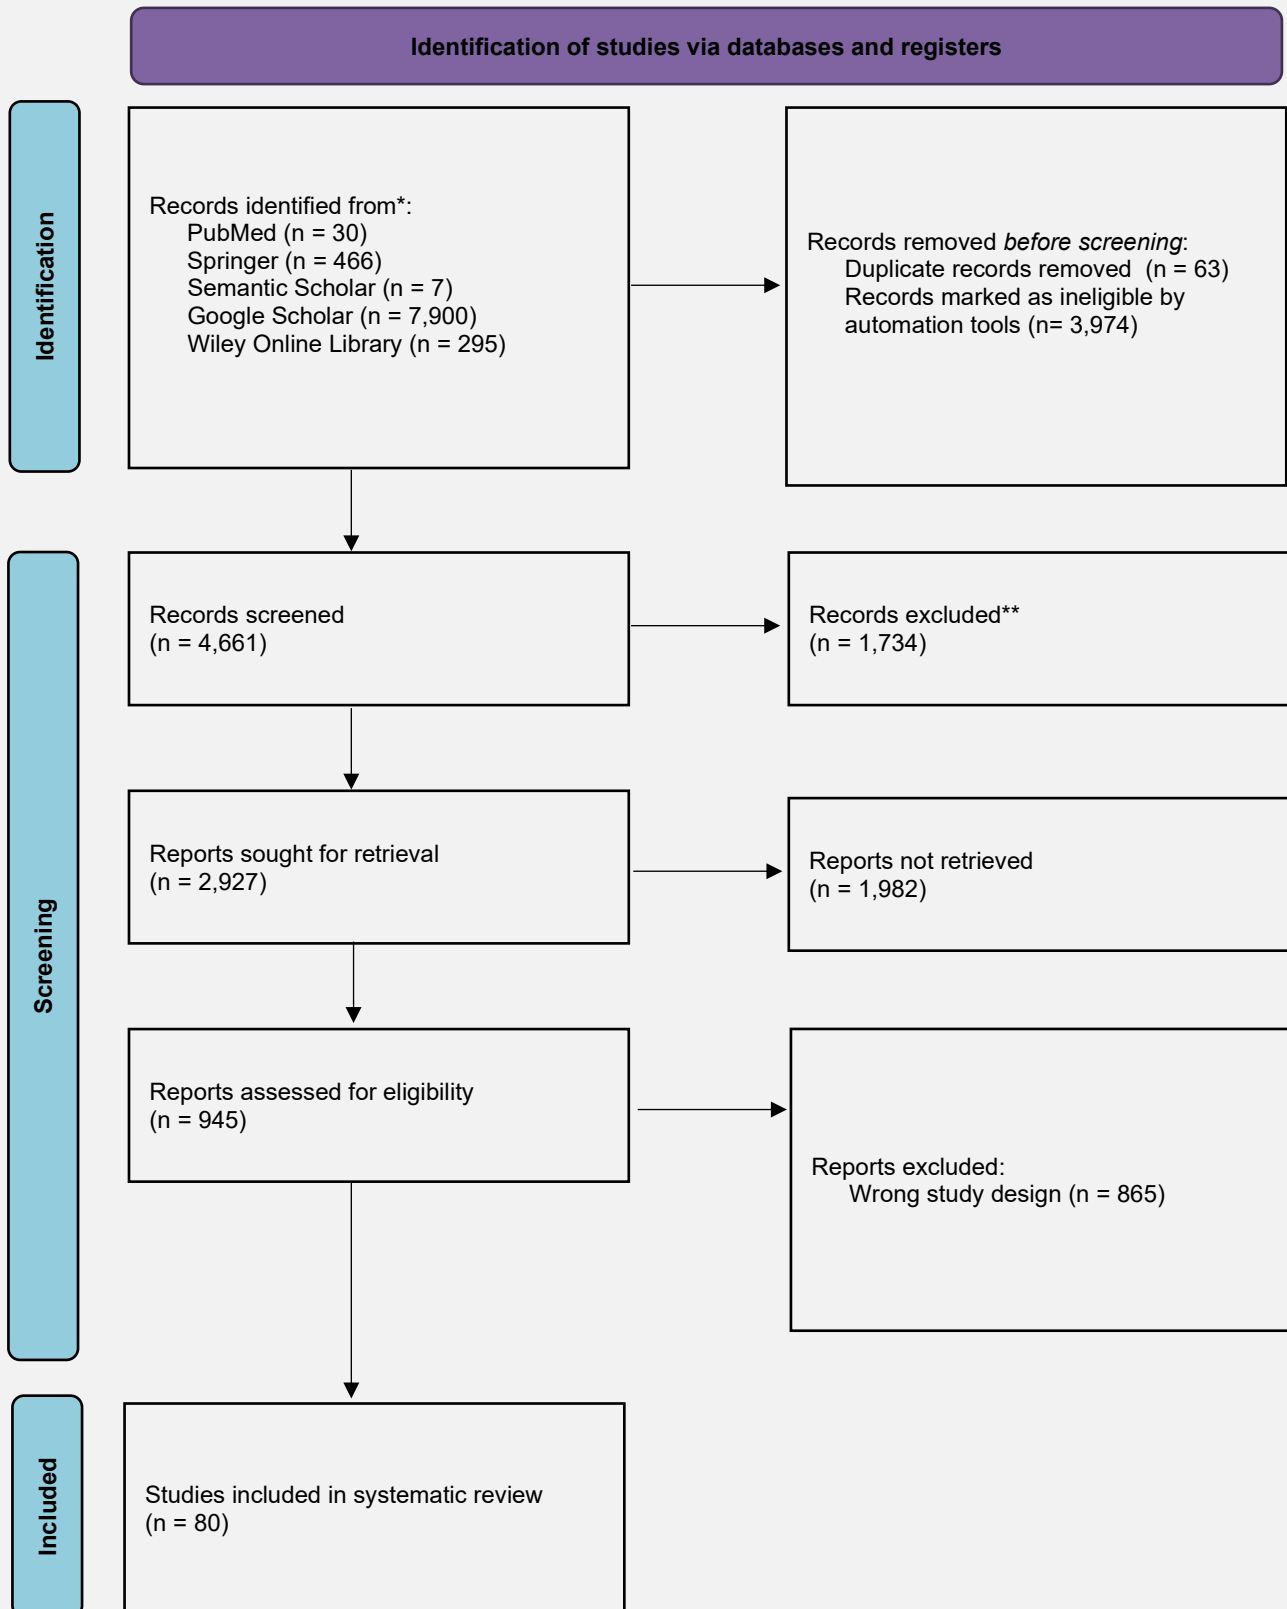 Identification of studies via databases and registers
Identification
Records identified from*:
PubMed (n = 30)
Springer (n = 466)
Semantic Scholar (n = 7)
Google Scholar (n = 7,900)
Wiley Online Library (n = 295)
Records removed before screening:
Duplicate records removed  (n = 63)
Records marked as ineligible by
automation tools (n= 3,974)
Screening
Records screened
(n = 4,661)
Records excluded**
(n = 1,734)
Reports sought for retrieval
(n = 2,927)
Reports not retrieved
(n = 1,982)
Reports assessed for eligibility
(n = 945)
Reports excluded:
Wrong study design (n = 865)
Included
Studies included in systematic review
(n = 80)